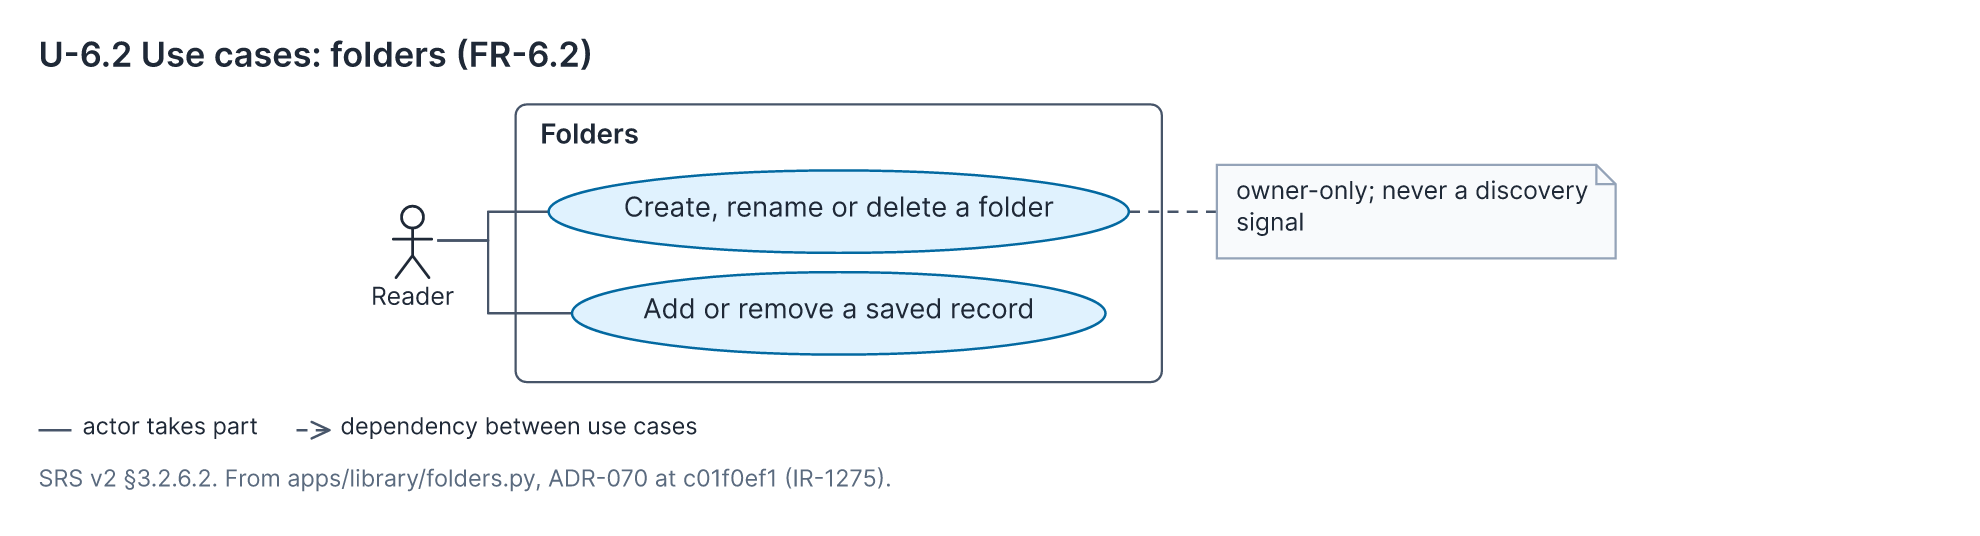 U-6.2 Use cases: folders (FR-6.2)
Folders
Create, rename or delete a folder
owner-only; never a discovery
signal
Reader
Add or remove a saved record
actor takes part
dependency between use cases
SRS v2 §3.2.6.2. From apps/library/folders.py, ADR-070 at c01f0ef1 (IR-1275).